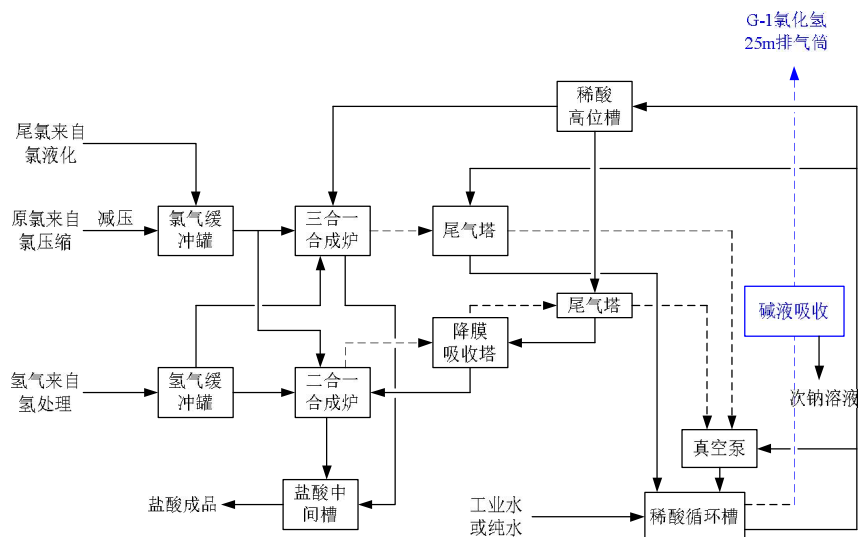 G-1氯化氢
25m排气筒
稀酸
高位槽
尾氯来自
氯液化
原氯来自
氯压缩
减压
氯气缓
冲罐
三合一
合成炉
尾气塔
尾气塔
碱液吸收
降膜
吸收塔
氢气来自
氢处理
氢气缓
冲罐
二合一
合成炉
次钠溶液
真空泵
盐酸成品
盐酸中
间槽
工业水
或纯水
稀酸循环槽